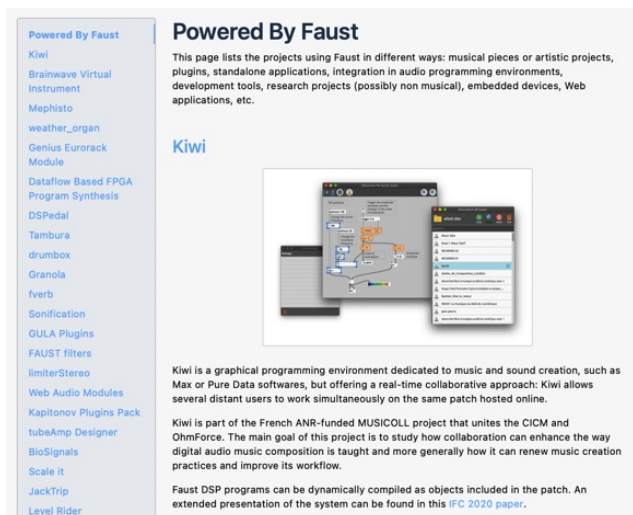 Powered By Faust
Kiwi
Brainwave Virtual
Instrument
Mephisto
weather_organ
Genius Eurorack
Module
Dataflow Based FPGA
Program Synthesis
DSPedal
Tambura
drumbox
Granola
fverb
Sonification
GULA Plugins
FAUST filters
limiterStereo
Web Audio Modules
Kapitonov Plugins Pack
tubeAmp Designer
BioSignals
Scale it
JackTrip
Level Rider
Powered By Faust
This page lists the projects using Faust in different ways: musical pieces or artistic projects,
plugins, standalone applications, integration in audio programming environments,
development tools, research projects (possibly non musical), embedded devices, Web
applications, etc.
Kiwi
Kiwi is a graphical programming environment dedicated to music and sound creation, such as
Max or Pure Data softwares, but offering a real-time collaborative approach: Kiwi allows
several distant users to work simultaneously on the same patch hosted online.
Kiwi is part of the French ANR-funded MUSICOLL project that unites the CICM and
OhmForce. The main goal of this project is to study how collaboration can enhance the way
digital audio music composition is taught and more generally how it can renew music creation
practices and improve its workflow.
Faust DSP programs can be dynamically compiled as objects included in the patch. An
extended presentation of the system can be found in this IFC 2020 paper.